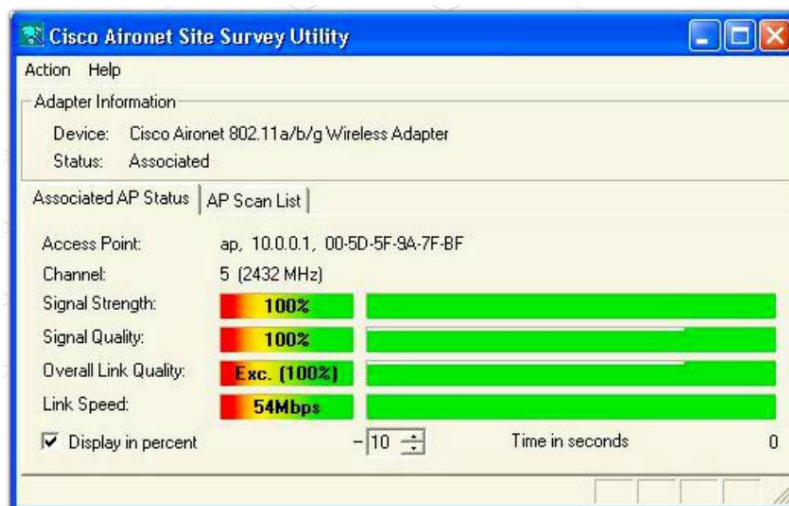 Cisco Aironet Site Survey Utility
Action Help
Adapter Information
Device: Cisco Aironet 802.11a/b/g Wireless Adapter
Status: Associated
Associated AP Status AP Scan List
Access Point: ap, 10.0.0.1, 00-5D-5F-9A-7F-BF
Channel: 5 (2432 MHz)
Signal Strength: 100%
Signal Quality: 100%
Overall Link Quality: Exc. (100%)
Link Speed: 54Mbps
Display in percent -10 Time in seconds 0